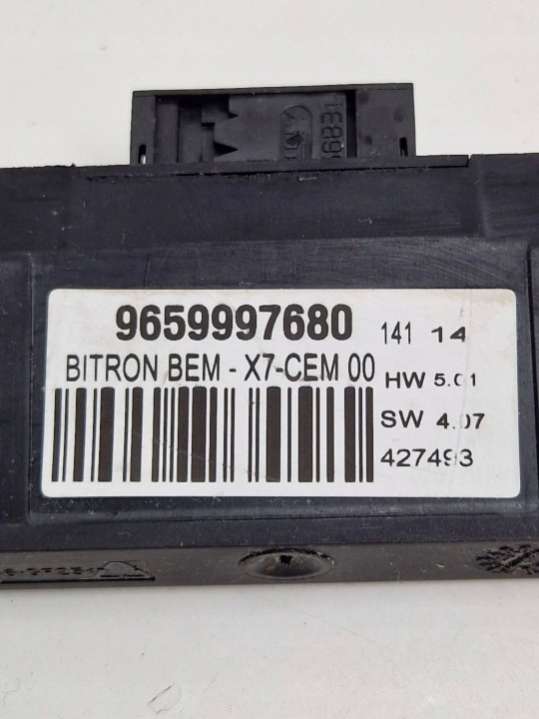 9659997680 141 14
BITRON BEM - X7-CEM 00
HW 5.01
SW 4.07
427493